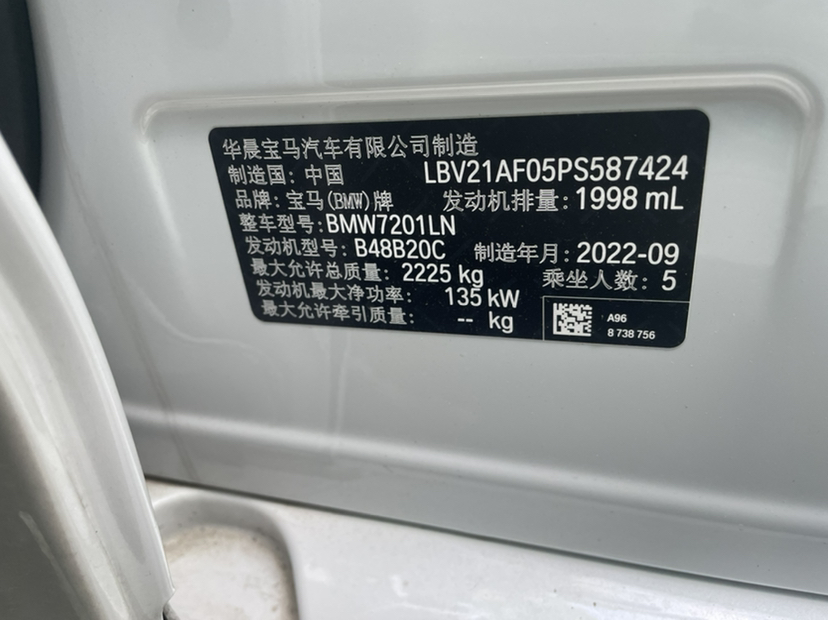 华晨宝马汽车有限公司制造
制造国: 中国 LBV21AF05PS587424
品牌: 宝马(BMW)牌 发动机排量: 1998 mL
整车型号: BMW7201LN
发动机型号: B48B20C 制造年月: 2022-09
最大允许总质量: 2225 kg 乘坐人数: 5
发动机最大净功率: 135 kW
最大允许牵引质量: -- kg
A96
8 738 756